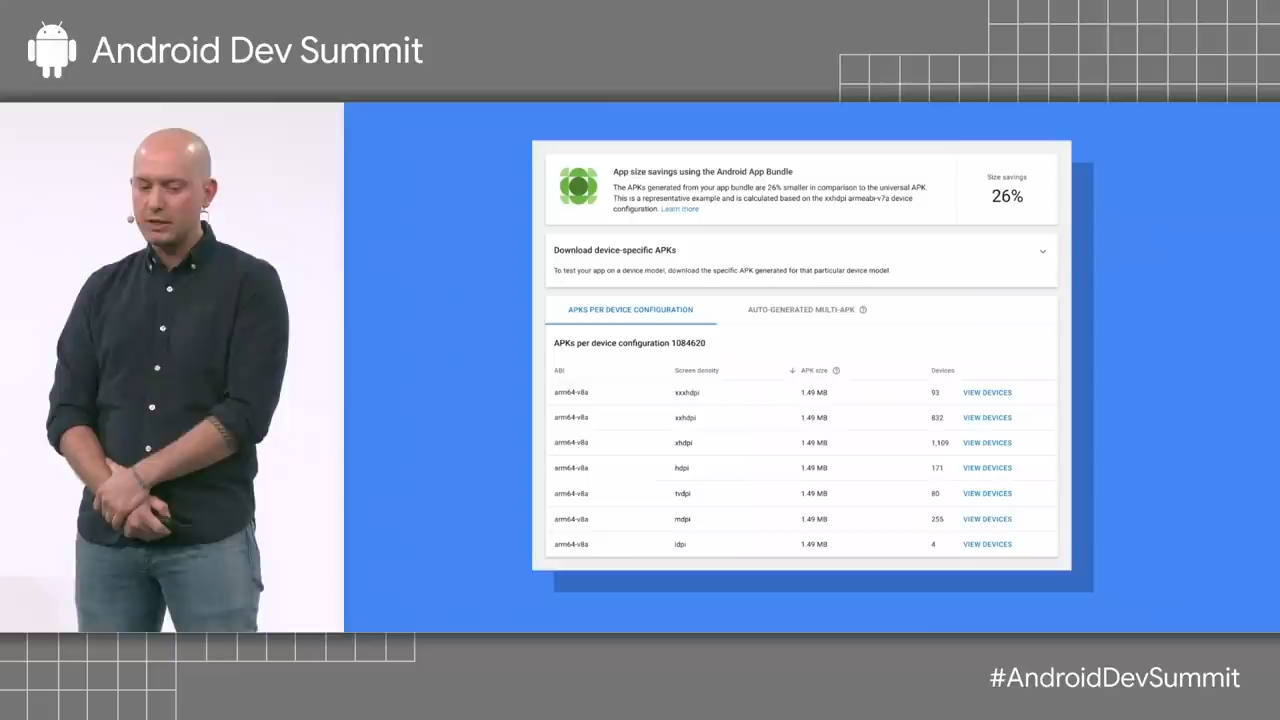 Android Dev Summit
App size savings using the Android App Bundle
The APKs generated from your app bundle are 26% smaller in comparison to the universal APK.
This is a representative example and is calculated based on the xxhdpi armeabi-v7a device
configuration. Learn more
Size savings
26%
Download device-specific APKs
To test your app on a device model, download the specific APK generated for that particular device model.
APKS PER DEVICE CONFIGURATION AUTO-GENERATED MULTI-APK
APKs per device configuration 1084620
ABI Screen density APK size Devices
arm64-v8a xxxhdpi 1.49 MB 93 VIEW DEVICES
arm64-v8a xxhdpi 1.49 MB 832 VIEW DEVICES
arm64-v8a xhdpi 1.49 MB 1,109 VIEW DEVICES
arm64-v8a hdpi 1.49 MB 171 VIEW DEVICES
arm64-v8a tvdpi 1.49 MB 80 VIEW DEVICES
arm64-v8a mdpi 1.49 MB 255 VIEW DEVICES
arm64-v8a ldpi 1.49 MB 4 VIEW DEVICES
#AndroidDevSummit